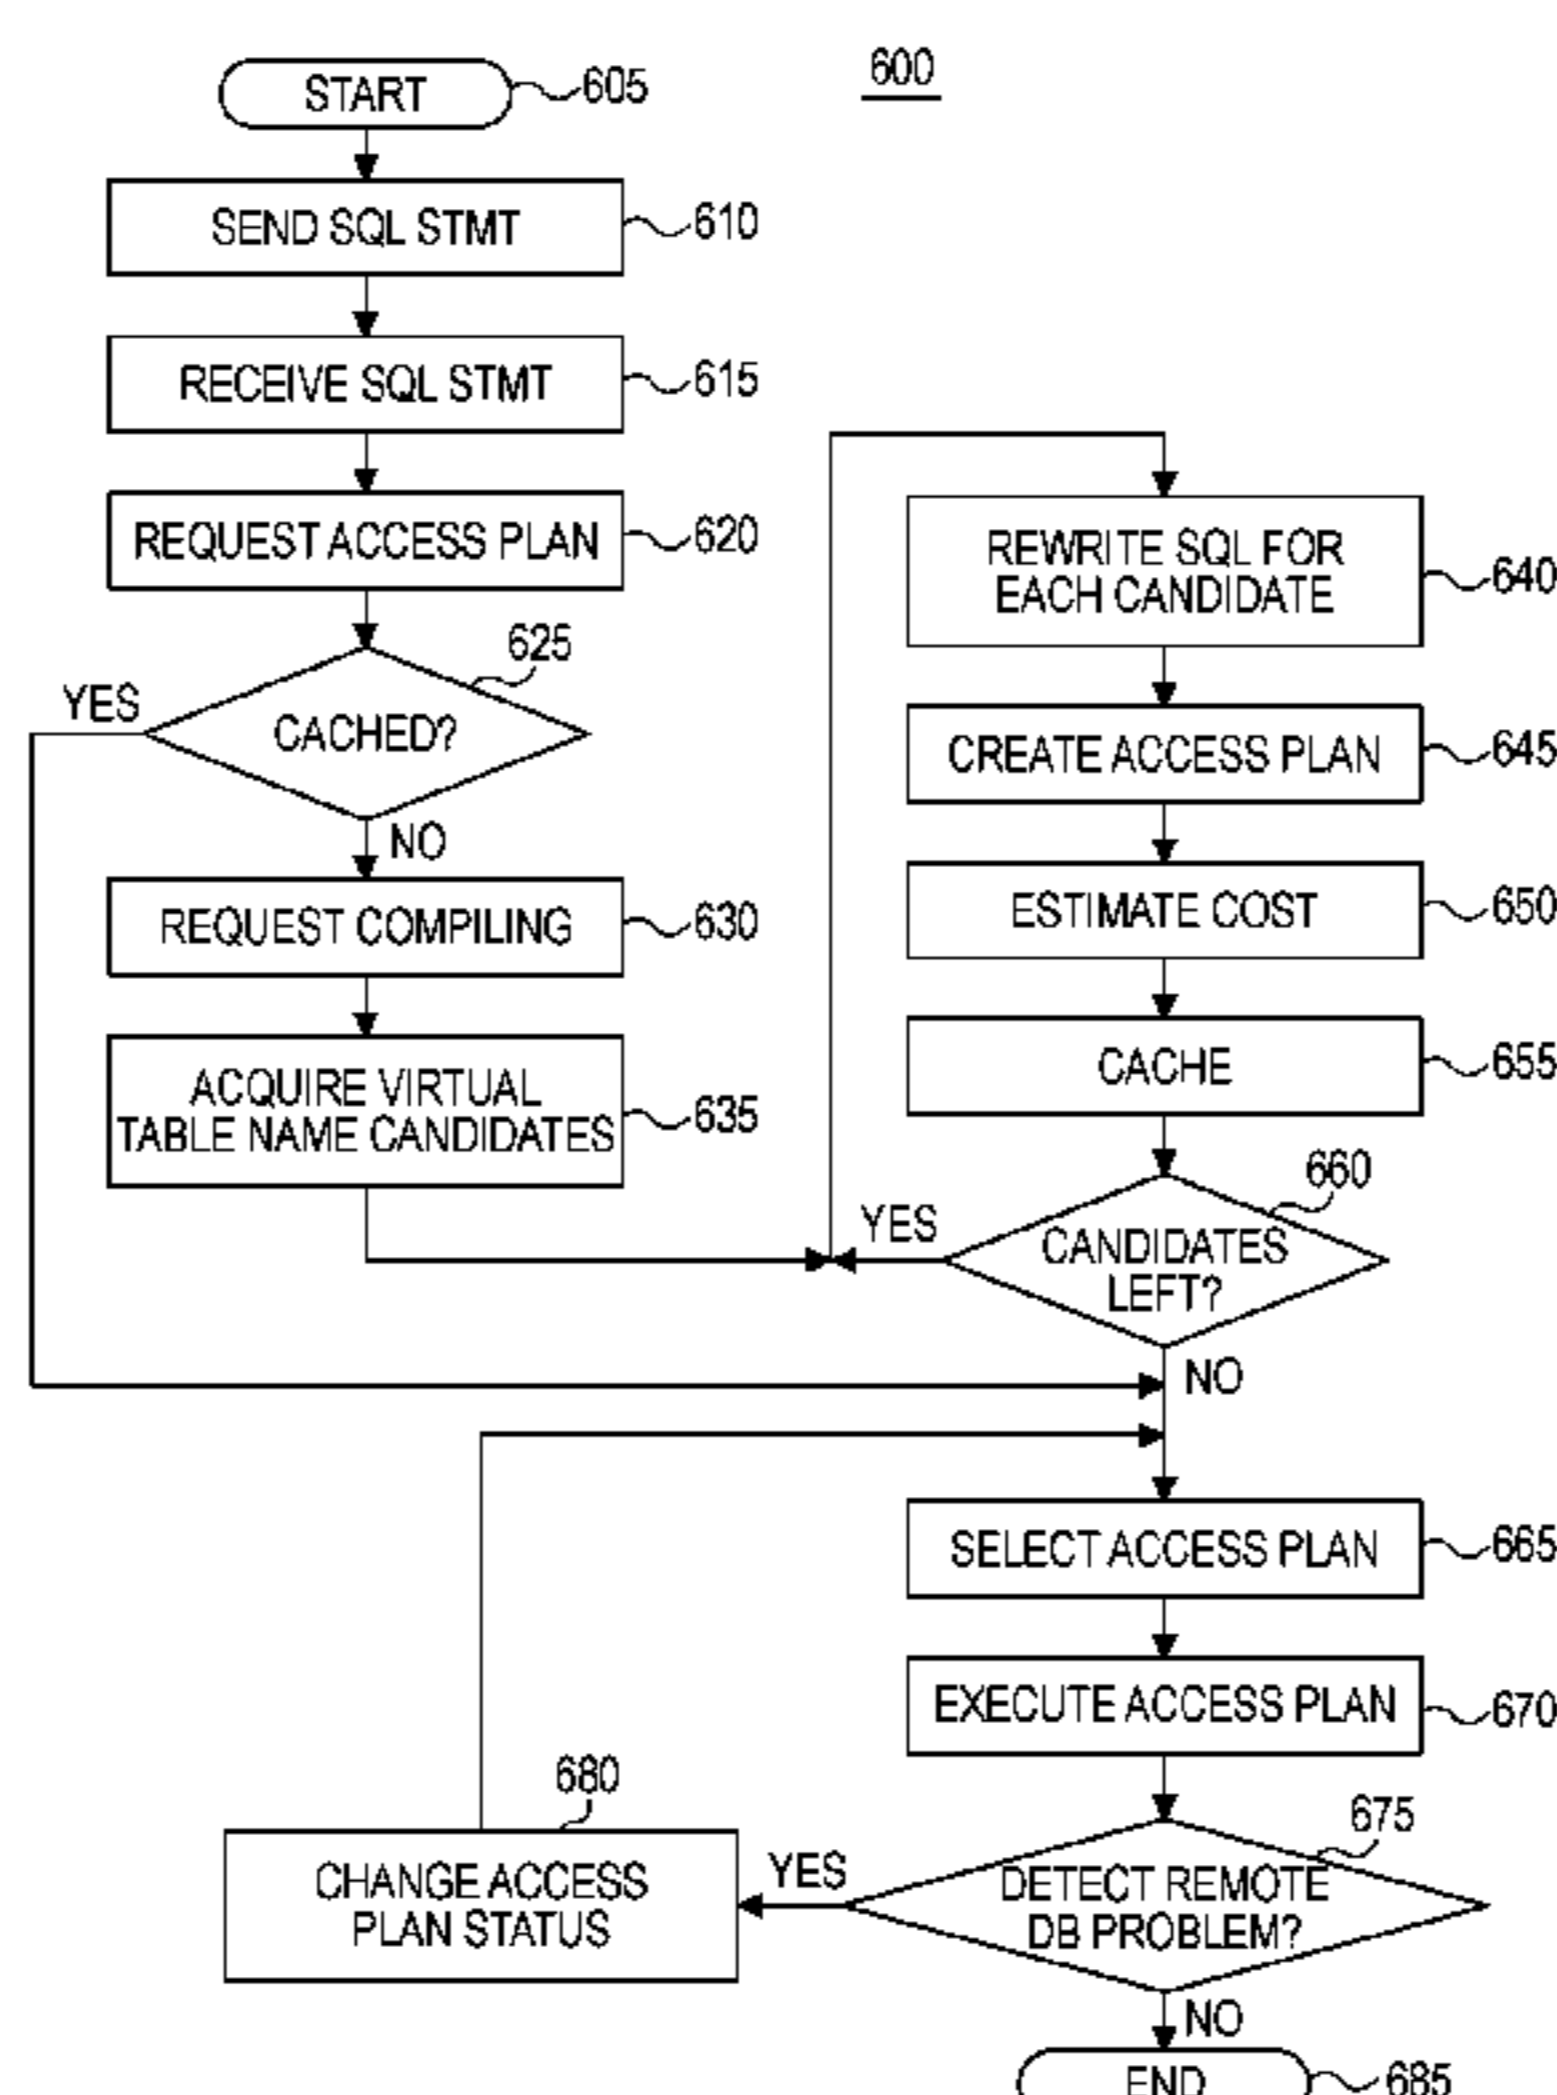 600
START
605
SEND SQL STMT
610
RECEIVE SQL STMT
615
REQUEST ACCESS PLAN
620
625
CACHED?
YES
NO
REQUEST COMPILING
630
ACQUIRE VIRTUAL
TABLE NAME CANDIDATES
635
REWRITE SQL FOR
EACH CANDIDATE
640
CREATE ACCESS PLAN
645
ESTIMATE COST
650
CACHE
655
660
CANDIDATES
LEFT?
YES
NO
SELECT ACCESS PLAN
665
EXECUTE ACCESS PLAN
670
675
DETECT REMOTE
DB PROBLEM?
YES
680
CHANGE ACCESS
PLAN STATUS
NO
END
685